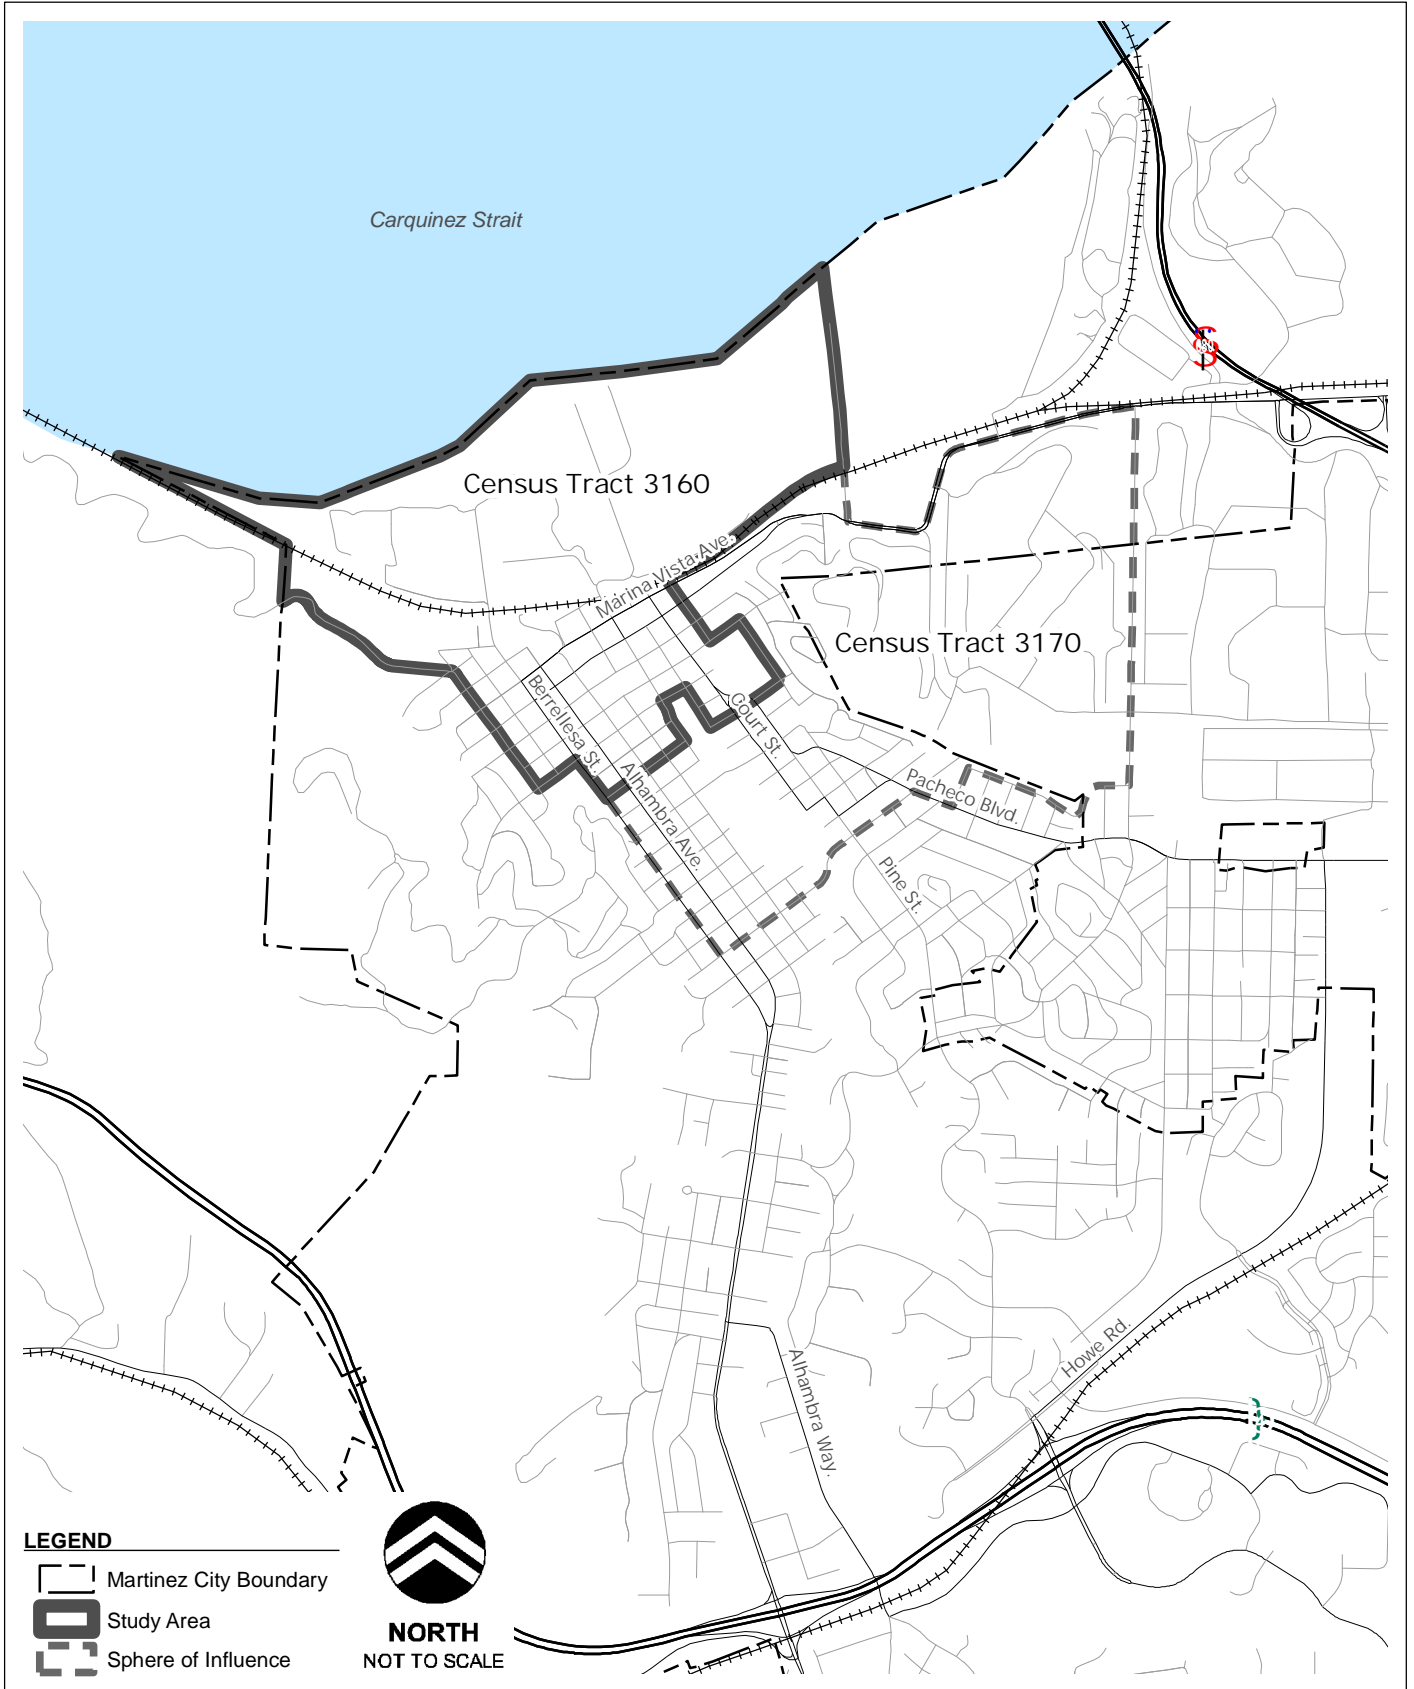 Carquinez Strait
Census Tract 3160
Marina Vista Ave.
Census Tract 3170
Berrellesa St.
Court St.
Alhambra Ave.
Pacheco Blvd.
Pine St.
Howe Rd.
Alhambra Way.
LEGEND
Martinez City Boundary
Study Area
Sphere of Influence
NORTH
NOT TO SCALE